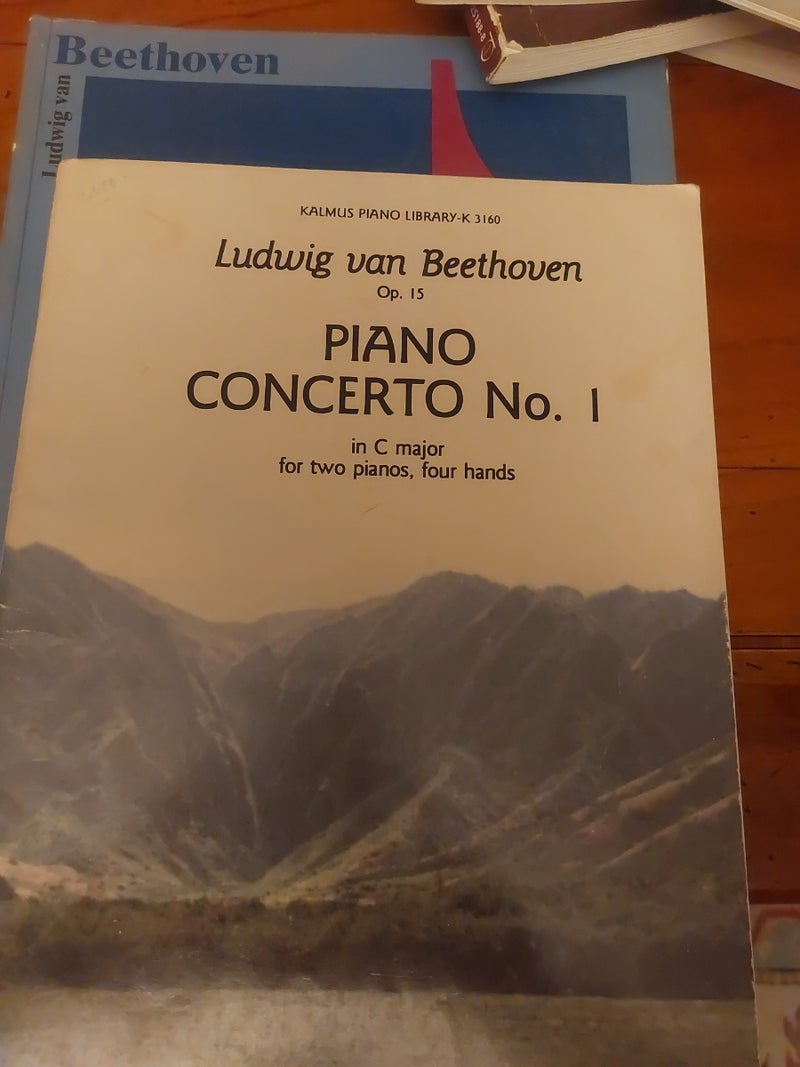 Beethoven
Ludwig van
KALMUS PIANO LIBRARY-K 3160
Ludwig van Beethoven
Op. 15
PIANO
CONCERTO No. 1
in C major
for two pianos, four hands